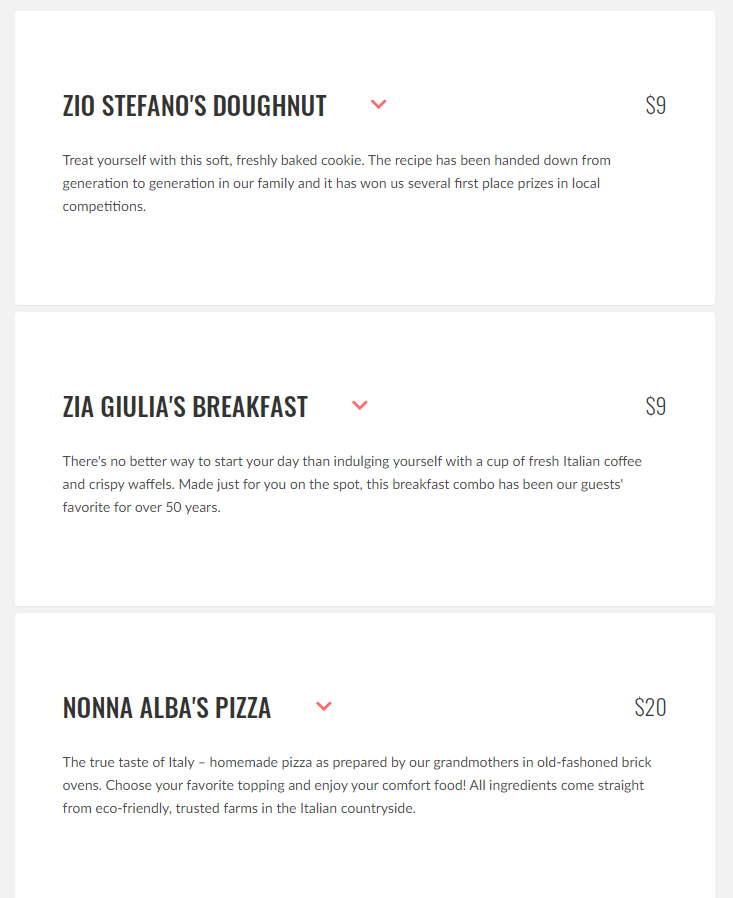 ZIO STEFANO'S DOUGHNUT $9
Treat yourself with this soft, freshly baked cookie. The recipe has been handed down from
generation to generation in our family and it has won us several first place prizes in local
competitions.
ZIA GIULIA'S BREAKFAST $9
There's no better way to start your day than indulging yourself with a cup of fresh Italian coffee
and crispy waffels. Made just for you on the spot, this breakfast combo has been our guests'
favorite for over 50 years.
NONNA ALBA'S PIZZA $20
The true taste of Italy – homemade pizza as prepared by our grandmothers in old-fashoned brick
ovens. Choose your favorite topping and enjoy your comfort food! All ingredients come straight
from eco-friendly, trusted farms in the Italian countryside.